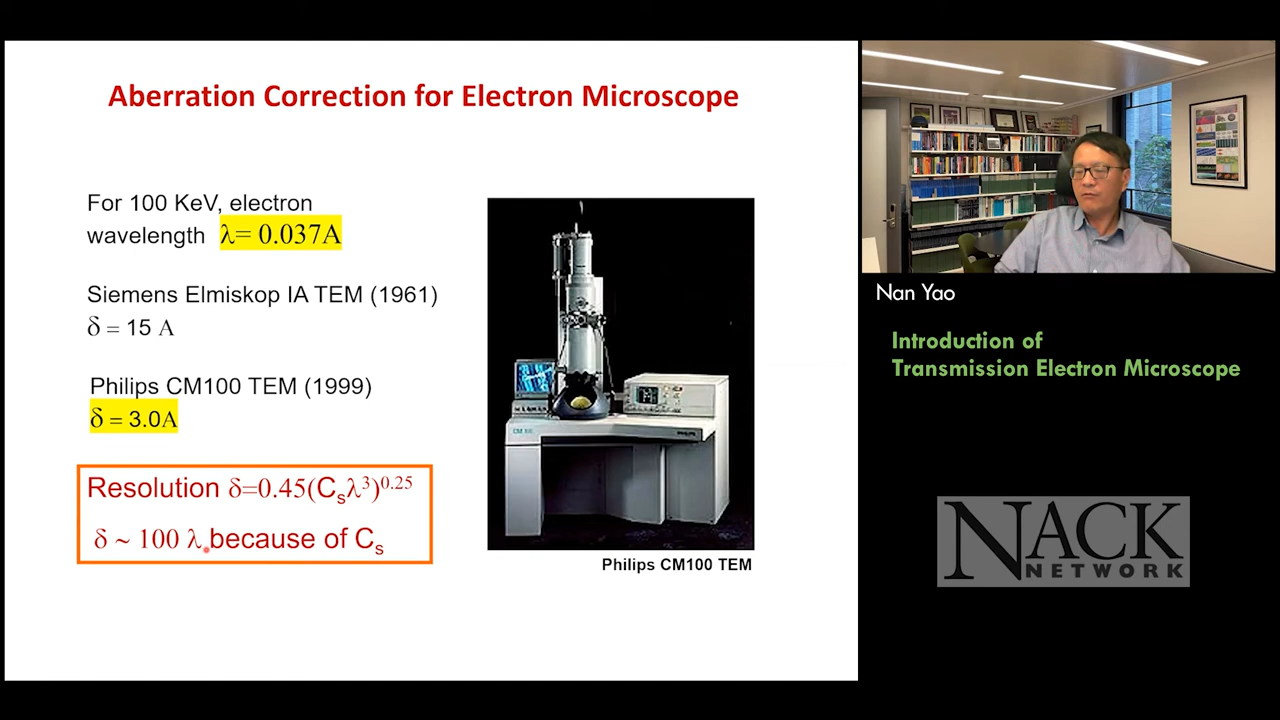 Aberration Correction for Electron Microscope
For 100 KeV, electron
wavelength λ= 0.037A
Siemens Elmiskop IA TEM (1961)
δ = 15 A
Philips CM100 TEM (1999)
δ = 3.0A
Resolution δ=0.45(Csλ³)^0.25
δ ~ 100 λ because of Cs
Philips CM100 TEM
Nan Yao
Introduction of
Transmission Electron Microscope
NACK
NETWORK